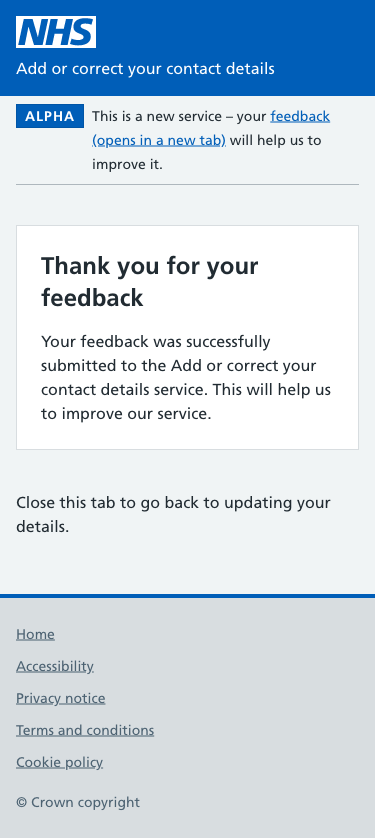 NHS
Add or correct your contact details
ALPHA
This is a new service – your feedback
(opens in a new tab) will help us to
improve it.
Thank you for your
feedback
Your feedback was successfully
submitted to the Add or correct your
contact details service. This will help us
to improve our service.
Close this tab to go back to updating your
details.
Home
Accessibility
Privacy notice
Terms and conditions
Cookie policy
© Crown copyright